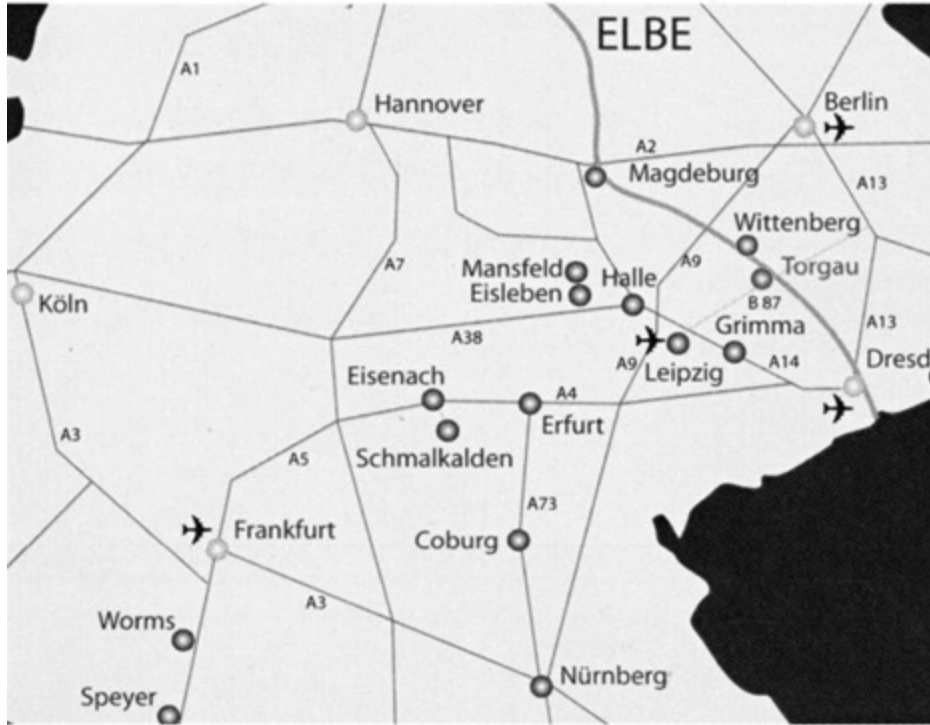 ELBE
A1
Hannover
Berlin
A2
Magdeburg
A13
Wittenberg
A7
Mansfeld
Halle
A9
Torgau
Eisleben
B 87
Köln
Grimma
A13
A38
A9
Leipzig
A14
Dresd
Eisenach
A4
Erfurt
A3
Schmalkalden
A5
A73
Frankfurt
Coburg
A3
Worms
Nürnberg
Speyer